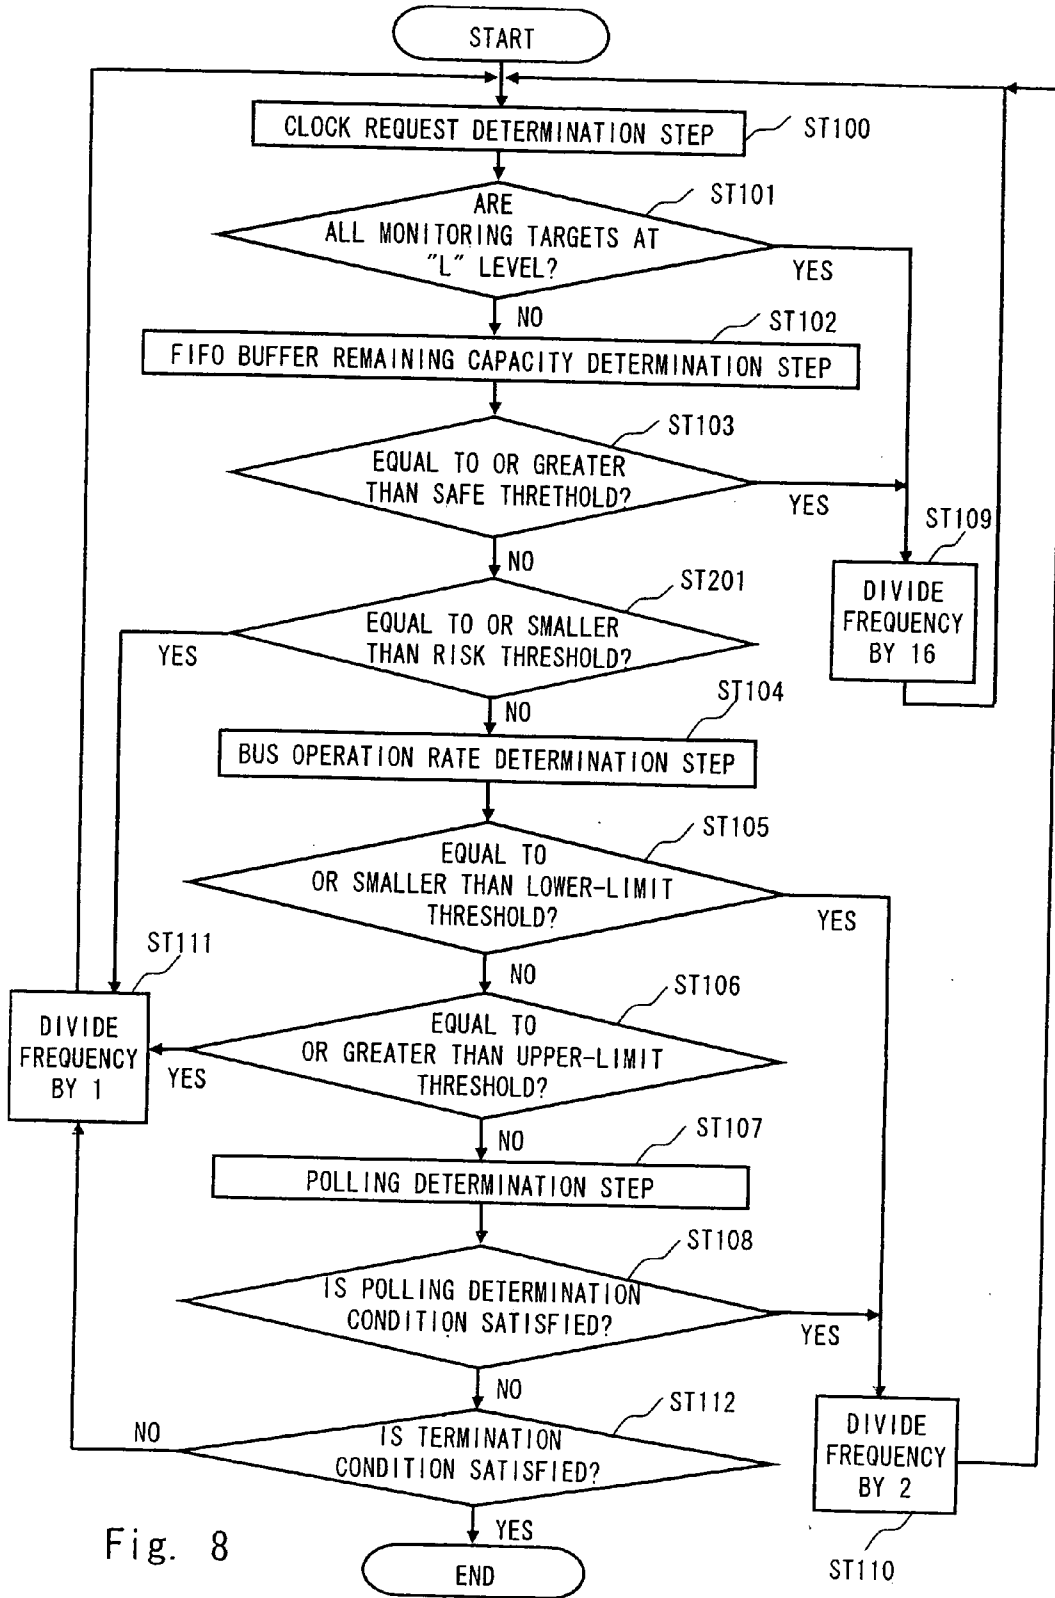 START
CLOCK REQUEST DETERMINATION STEP
ST100
ST101
ARE
ALL MONITORING TARGETS AT
"L" LEVEL?
YES
NO
ST102
FIFO BUFFER REMAINING CAPACITY DETERMINATION STEP
ST103
EQUAL TO OR GREATER
THAN SAFE THRETHOLD?
YES
NO
ST109
DIVIDE
FREQUENCY
BY 16
ST201
EQUAL TO OR SMALLER
THAN RISK THRESHOLD?
YES
NO
ST104
BUS OPERATION RATE DETERMINATION STEP
ST105
EQUAL TO
OR SMALLER THAN LOWER-LIMIT
THRESHOLD?
YES
NO
ST111
DIVIDE
FREQUENCY
BY 1
ST106
EQUAL TO
OR GREATER THAN UPPER-LIMIT
THRESHOLD?
YES
NO
ST107
POLLING DETERMINATION STEP
ST108
IS POLLING DETERMINATION
CONDITION SATISFIED?
YES
NO
ST112
IS TERMINATION
CONDITION SATISFIED?
NO
YES
DIVIDE
FREQUENCY
BY 2
ST110
END
Fig. 8